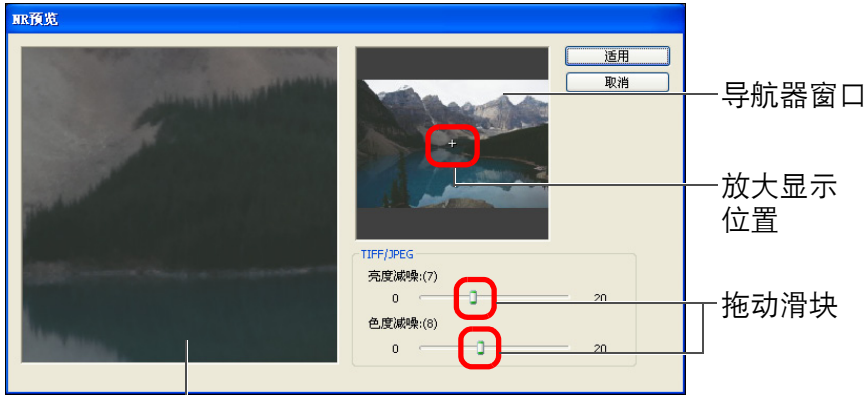 NR预览
适用
取消
导航器窗口
放大显示
位置
TIFF/JPEG
亮度减噪:(7)
0
20
色度减噪:(8)
0
20
拖动滑块